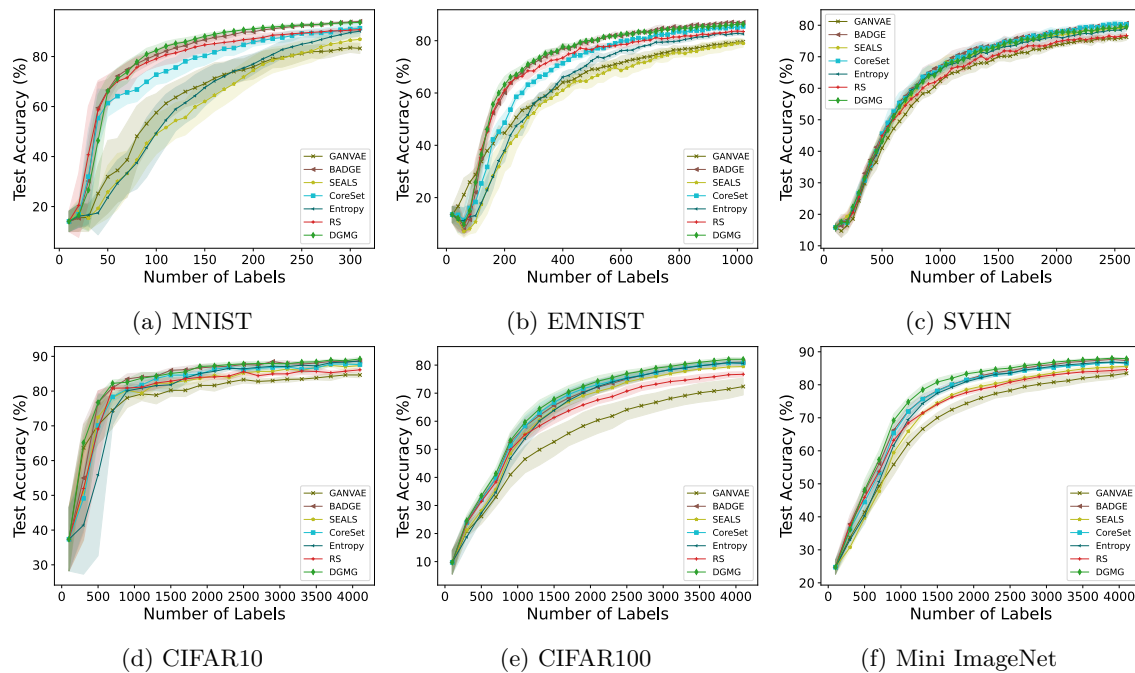 Test Accuracy (%)
80
60
40
20
GANVAE
BADGE
SEALS
CoreSet
Entropy
RS
DGMG
0 50 100 150 200 250 300
Number of Labels
(a) MNIST
Test Accuracy (%)
80
60
40
20
GANVAE
BADGE
SEALS
CoreSet
Entropy
RS
DGMG
0 200 400 600 800 1000
Number of Labels
(b) EMNIST
Test Accuracy (%)
80
70
60
50
40
30
20
10
GANVAE
BADGE
SEALS
CoreSet
Entropy
RS
DGMG
0 500 1000 1500 2000 2500
Number of Labels
(c) SVHN
Test Accuracy (%)
90
80
70
60
50
40
30
GANVAE
BADGE
SEALS
CoreSet
Entropy
RS
DGMG
0 500 1000 1500 2000 2500 3000 3500 4000
Number of Labels
(d) CIFAR10
Test Accuracy (%)
80
70
60
50
40
30
20
10
GANVAE
BADGE
SEALS
CoreSet
Entropy
RS
DGMG
0 500 1000 1500 2000 2500 3000 3500 4000
Number of Labels
(e) CIFAR100
Test Accuracy (%)
90
80
70
60
50
40
30
20
GANVAE
BADGE
SEALS
CoreSet
Entropy
RS
DGMG
0 500 1000 1500 2000 2500 3000 3500 4000
Number of Labels
(f) Mini ImageNet